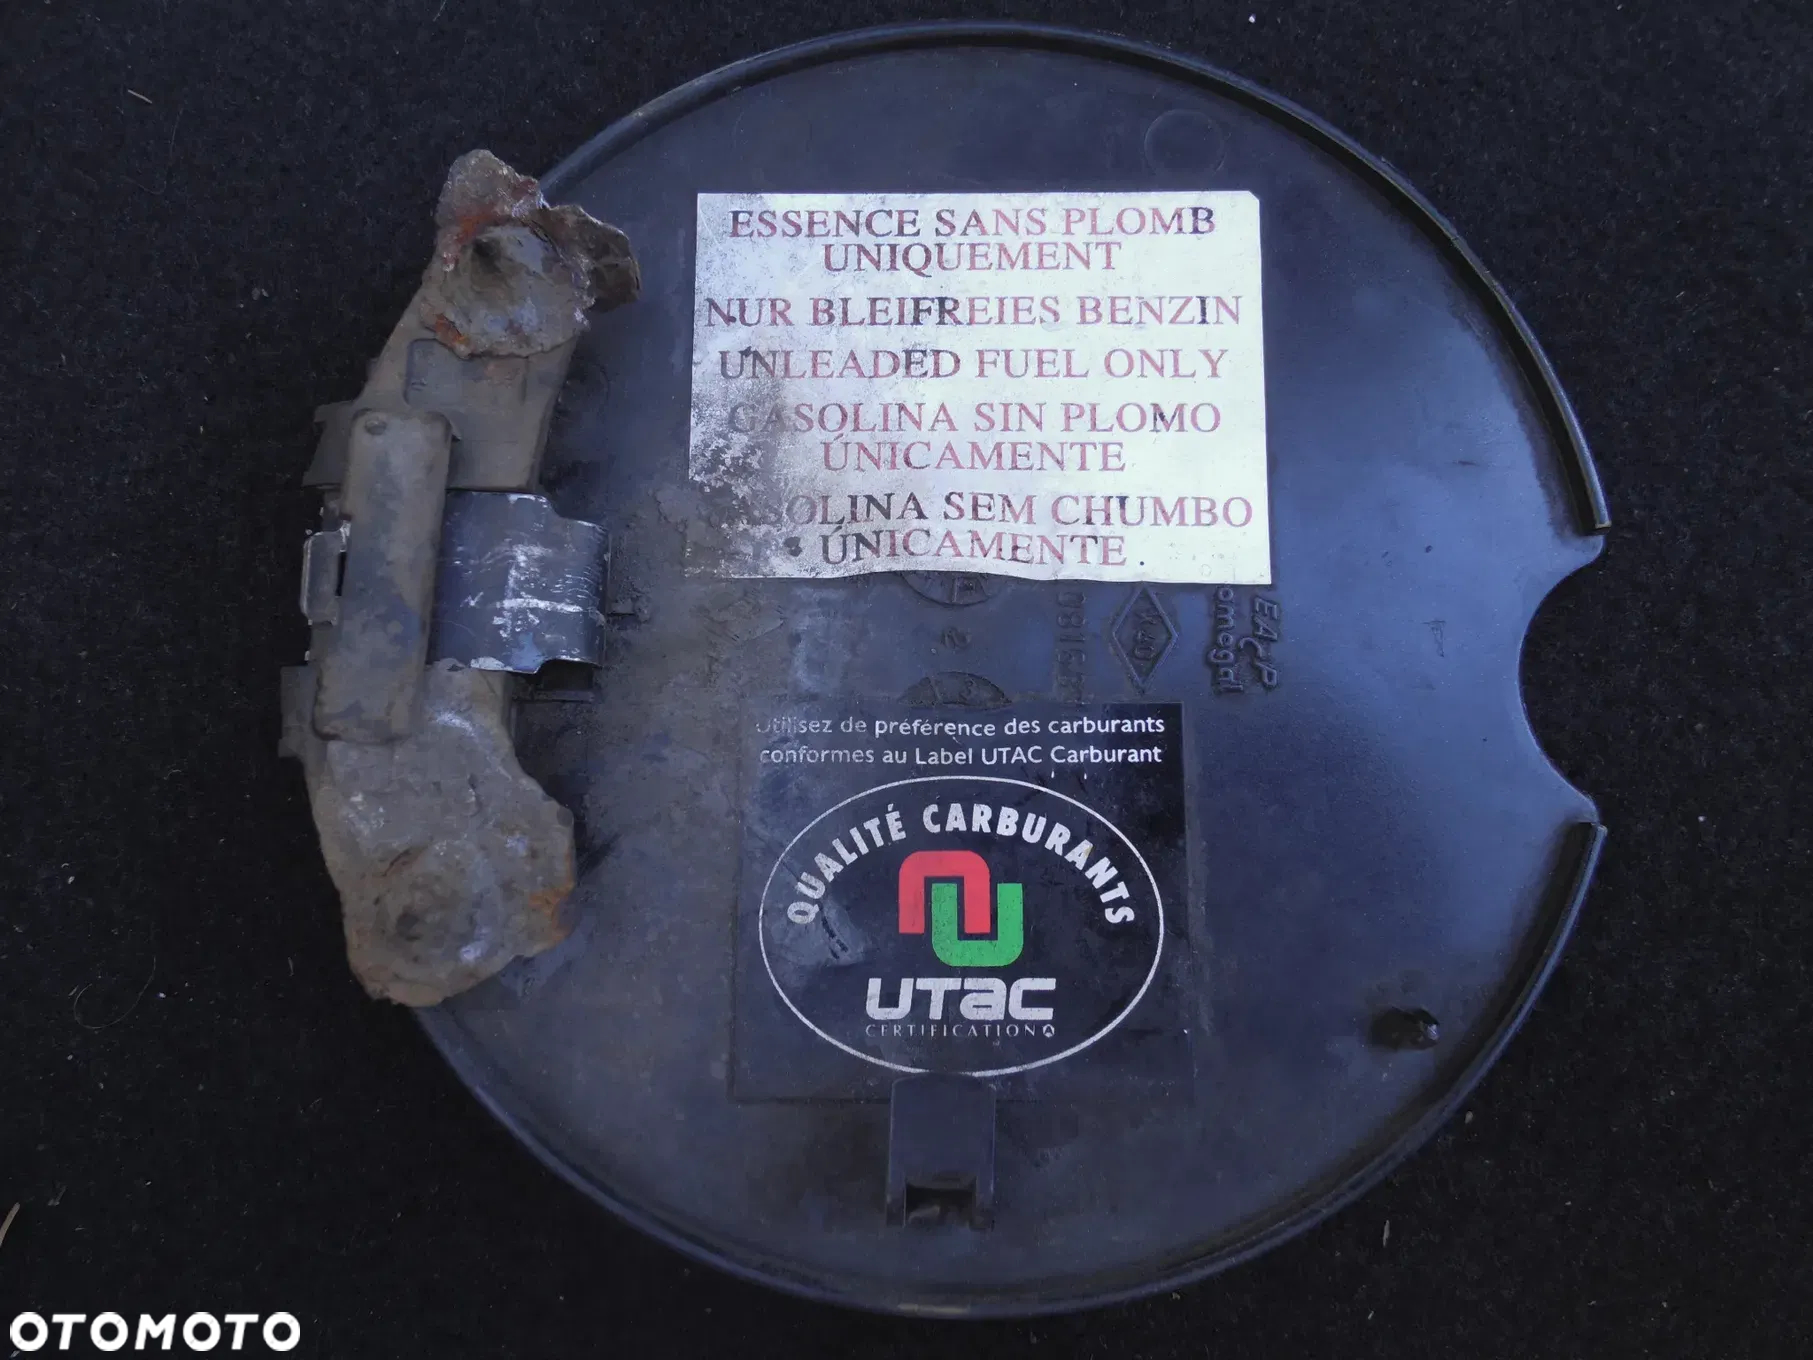 ESSENCE SANS PLOMB
UNIQUEMENT
NUR BLEIFREIES BENZIN
UNLEADED FUEL ONLY
GASOLINA SIN PLOMO
ÚNICAMENTE
GASOLINA SEM CHUMBO
ÚNICAMENTE.
Utilisez de préférence des carburants
conformes au Label UTAC Carburant
QUALITÉ CARBURANTS
UTAC
CERTIFICATION
OTOMOTO